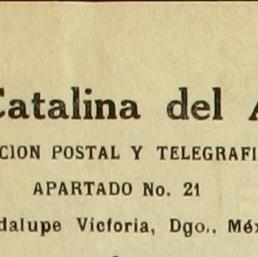 Catalina del A
CION POSTAL Y TELEGRAFI
APARTADO No. 21
dalupe Victoria, Dgo., Méx